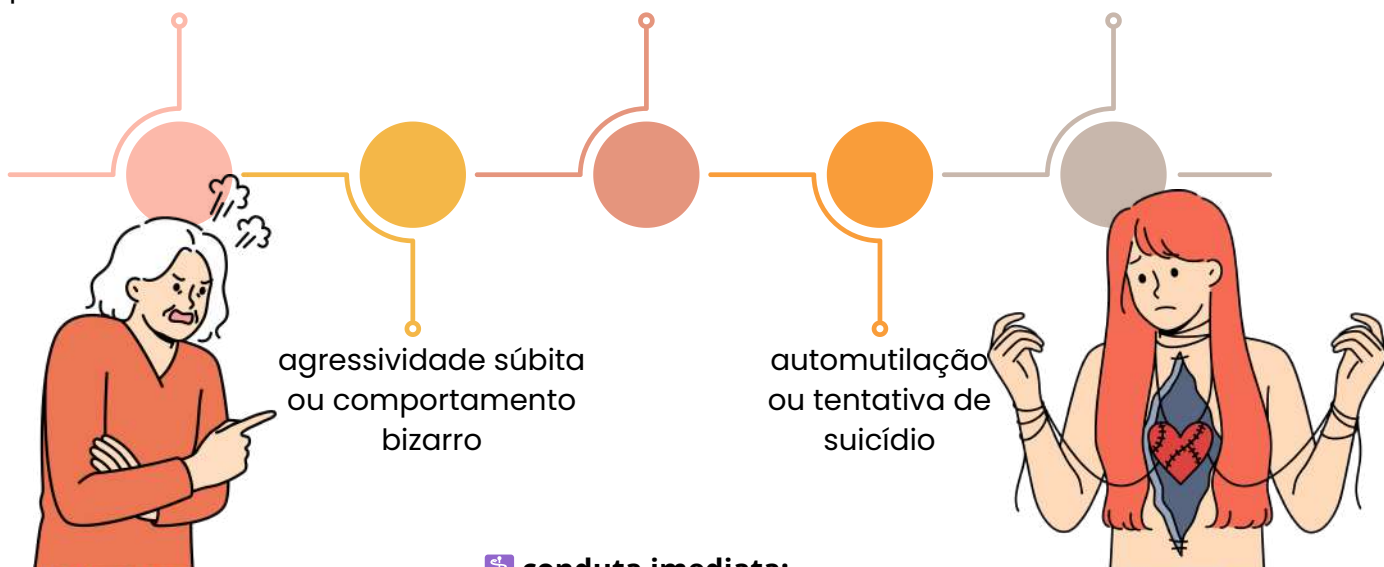 agressividade súbita
ou comportamento
bizarro
automutilação
ou tentativa de
suicídio
conduta imediata: